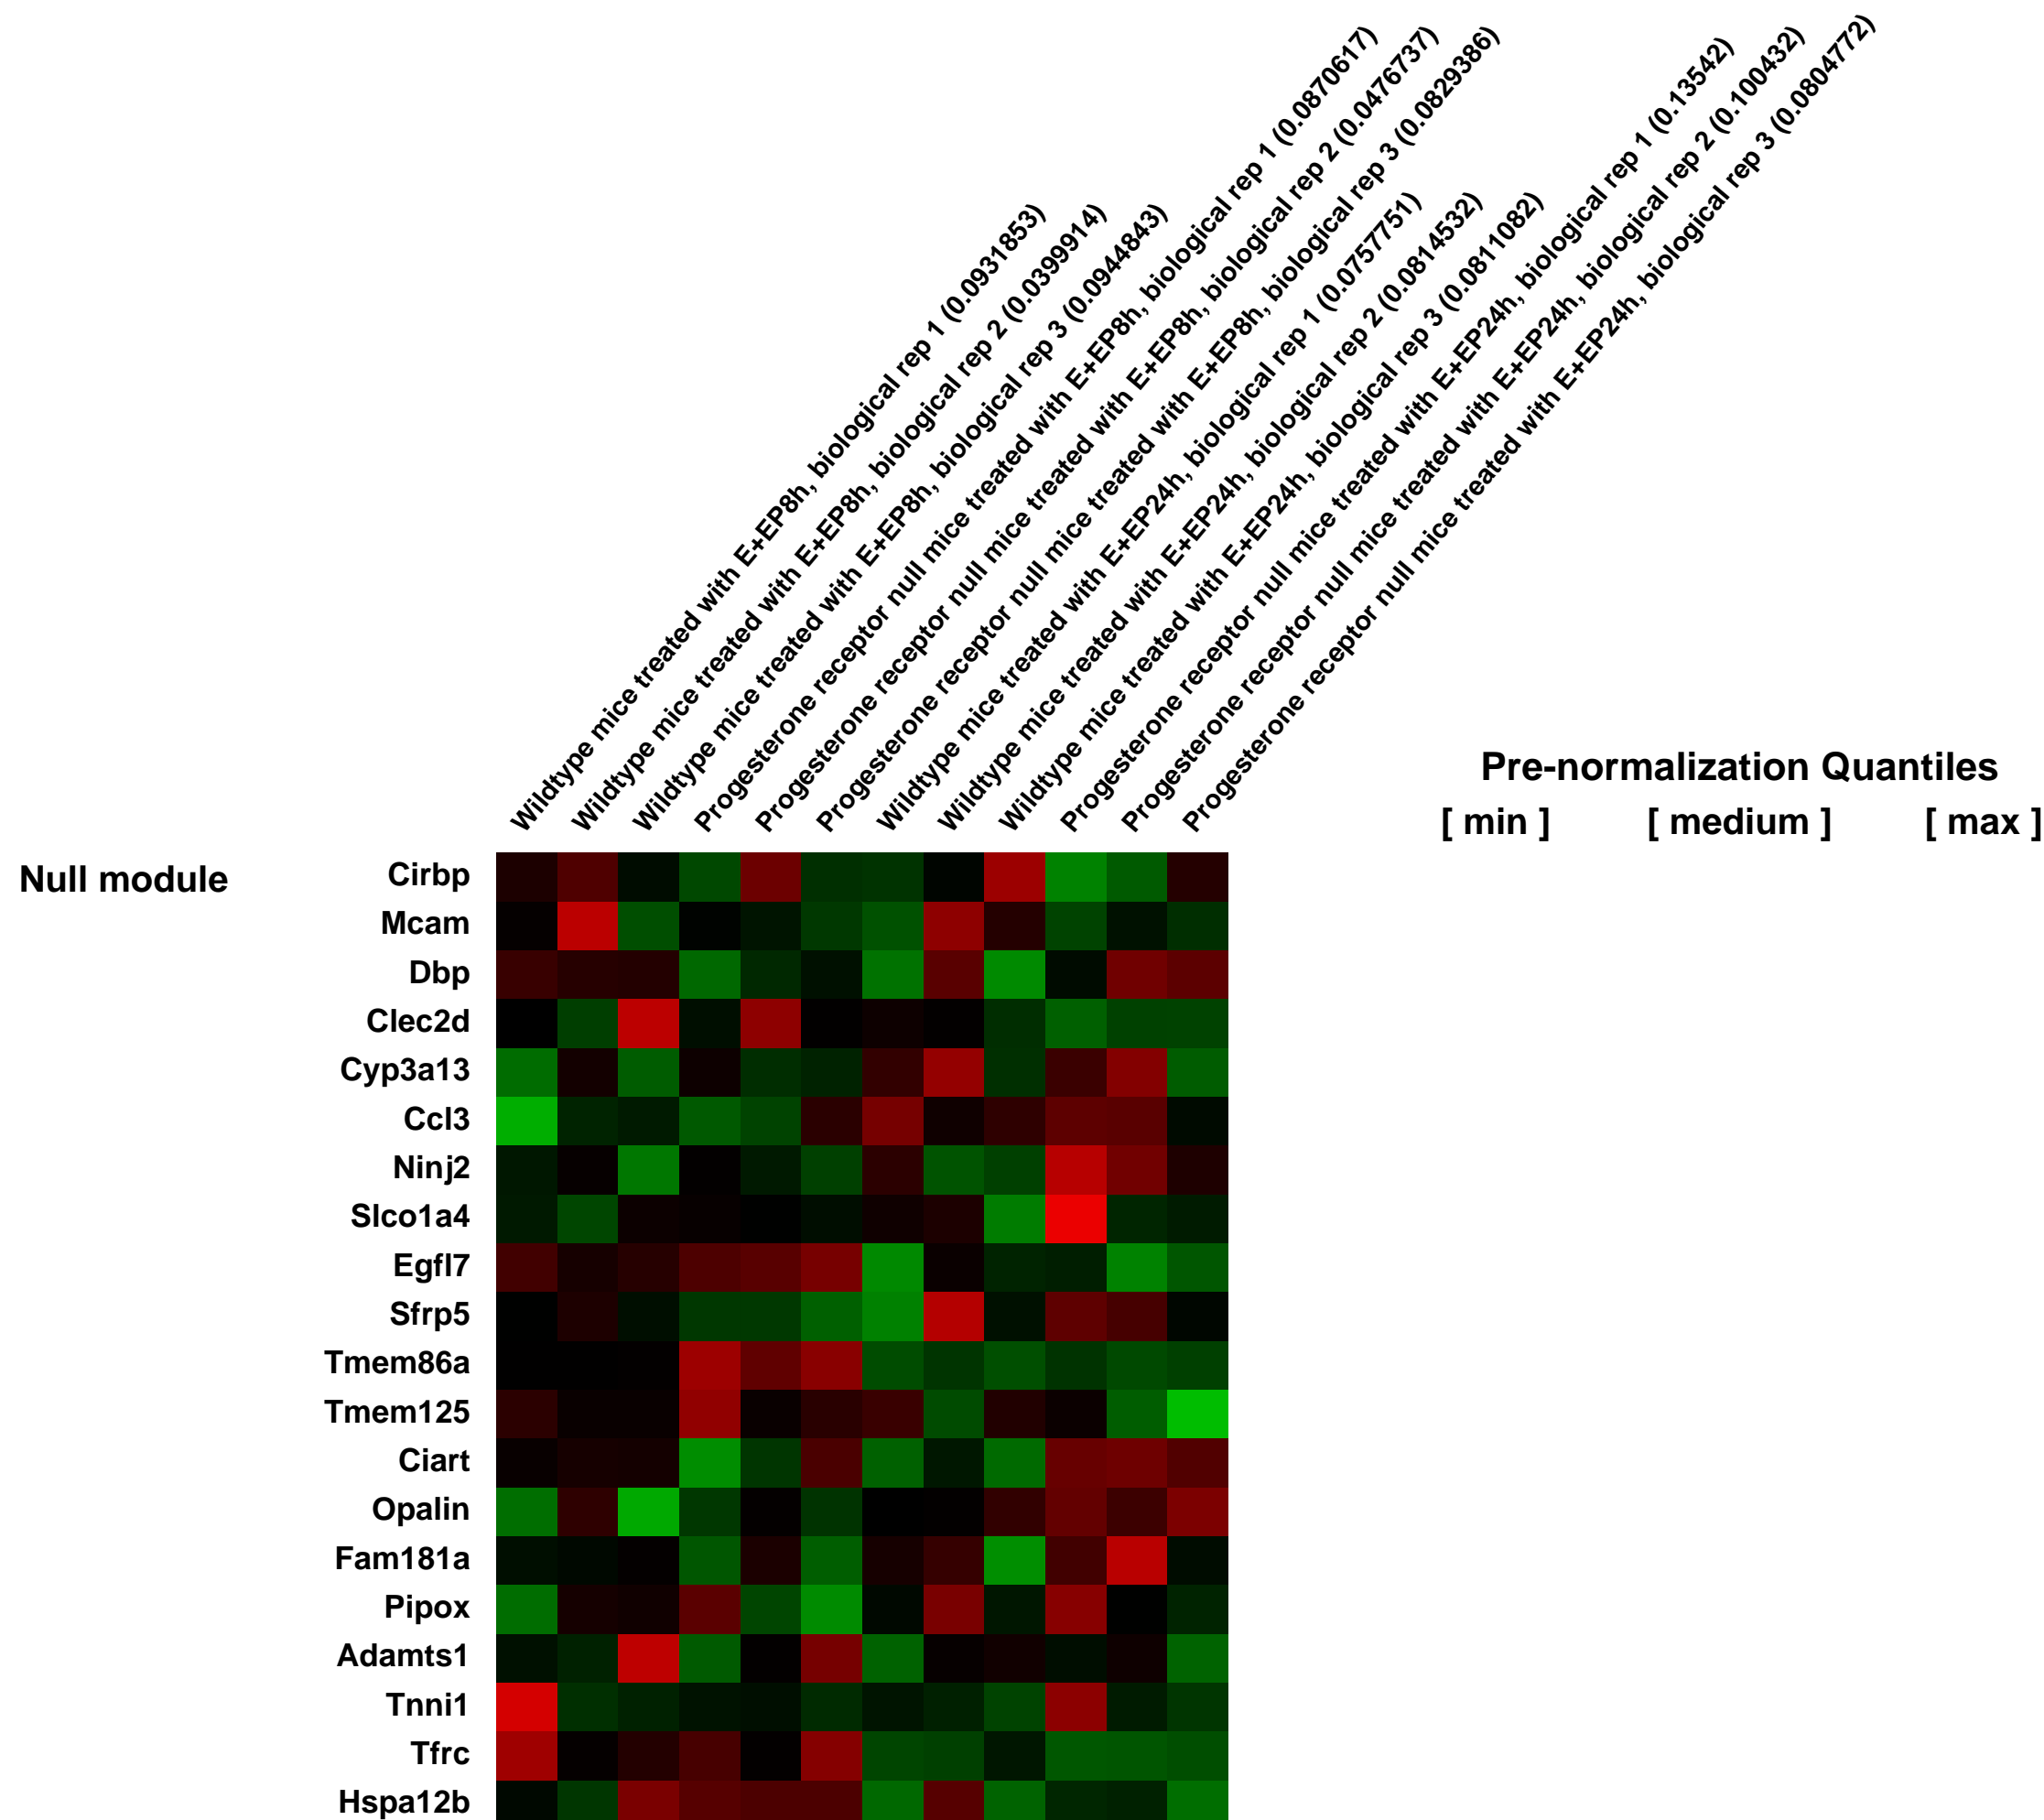 Wildtype mice treated with E+EP8h, biological rep 1 (0.0931853)
Wildtype mice treated with E+EP8h, biological rep 2 (0.0399914)
Wildtype mice treated with E+EP8h, biological rep 3 (0.0944843)
Progesterone receptor null mice treated with E+EP8h, biological rep 1 (0.0870617)
Progesterone receptor null mice treated with E+EP8h, biological rep 2 (0.0476737)
Progesterone receptor null mice treated with E+EP8h, biological rep 3 (0.0829386)
Wildtype mice treated with E+EP24h, biological rep 1 (0.0757751)
Wildtype mice treated with E+EP24h, biological rep 2 (0.0814532)
Wildtype mice treated with E+EP24h, biological rep 3 (0.0811082)
Progesterone receptor null mice treated with E+EP24h, biological rep 1 (0.13542)
Progesterone receptor null mice treated with E+EP24h, biological rep 2 (0.100432)
Progesterone receptor null mice treated with E+EP24h, biological rep 3 (0.0804772)
Pre-normalization Quantiles
[ min ] [ medium ] [ max ]
Null module
Cirbp
Mcam
Dbp
Clec2d
Cyp3a13
Ccl3
Ninj2
Slco1a4
Egfl7
Sfrp5
Tmem86a
Tmem125
Ciart
Opalin
Fam181a
Pipox
Adamts1
Tnni1
Tfrc
Hspa12b